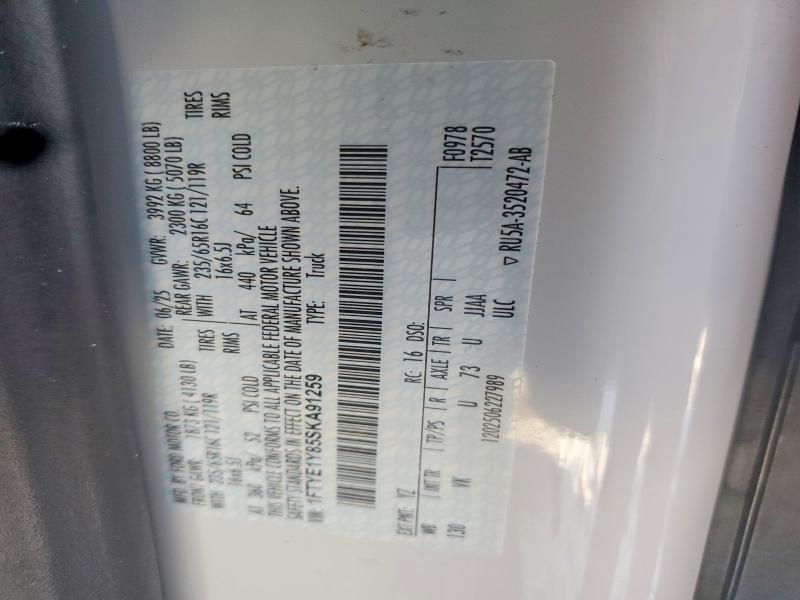 MFD. BY FORD MOTOR CO.
DATE: 06/25 GVWR: 3992 KG ( 8800 LB)
FRONT GAWR: 1873 KG ( 4130 LB) REAR GAWR: 2300 KG ( 5070 LB)
WITH 235/65R16C 121/119R TIRES WITH 235/65R16C 121/119R TIRES
16x6.5J RIMS 16x6.5J RIMS
AT 360 kPa/ 52 PSI COLD AT 440 kPa/ 64 PSI COLD
THIS VEHICLE CONFORMS TO ALL APPLICABLE FEDERAL MOTOR VEHICLE
SAFETY STANDARDS IN EFFECT ON THE DATE OF MANUFACTURE SHOWN ABOVE.
VIN: 1FTYE1Y85SKA91259 TYPE: Truck
EXT PNT: YZ RC: 16 DSO: F0978
WB INT TR TP/PS R AXLE TR SPR T2570
130 VK U 73 U JJAA
1202506227989 ULC ▽ RU5A-3520472-AB